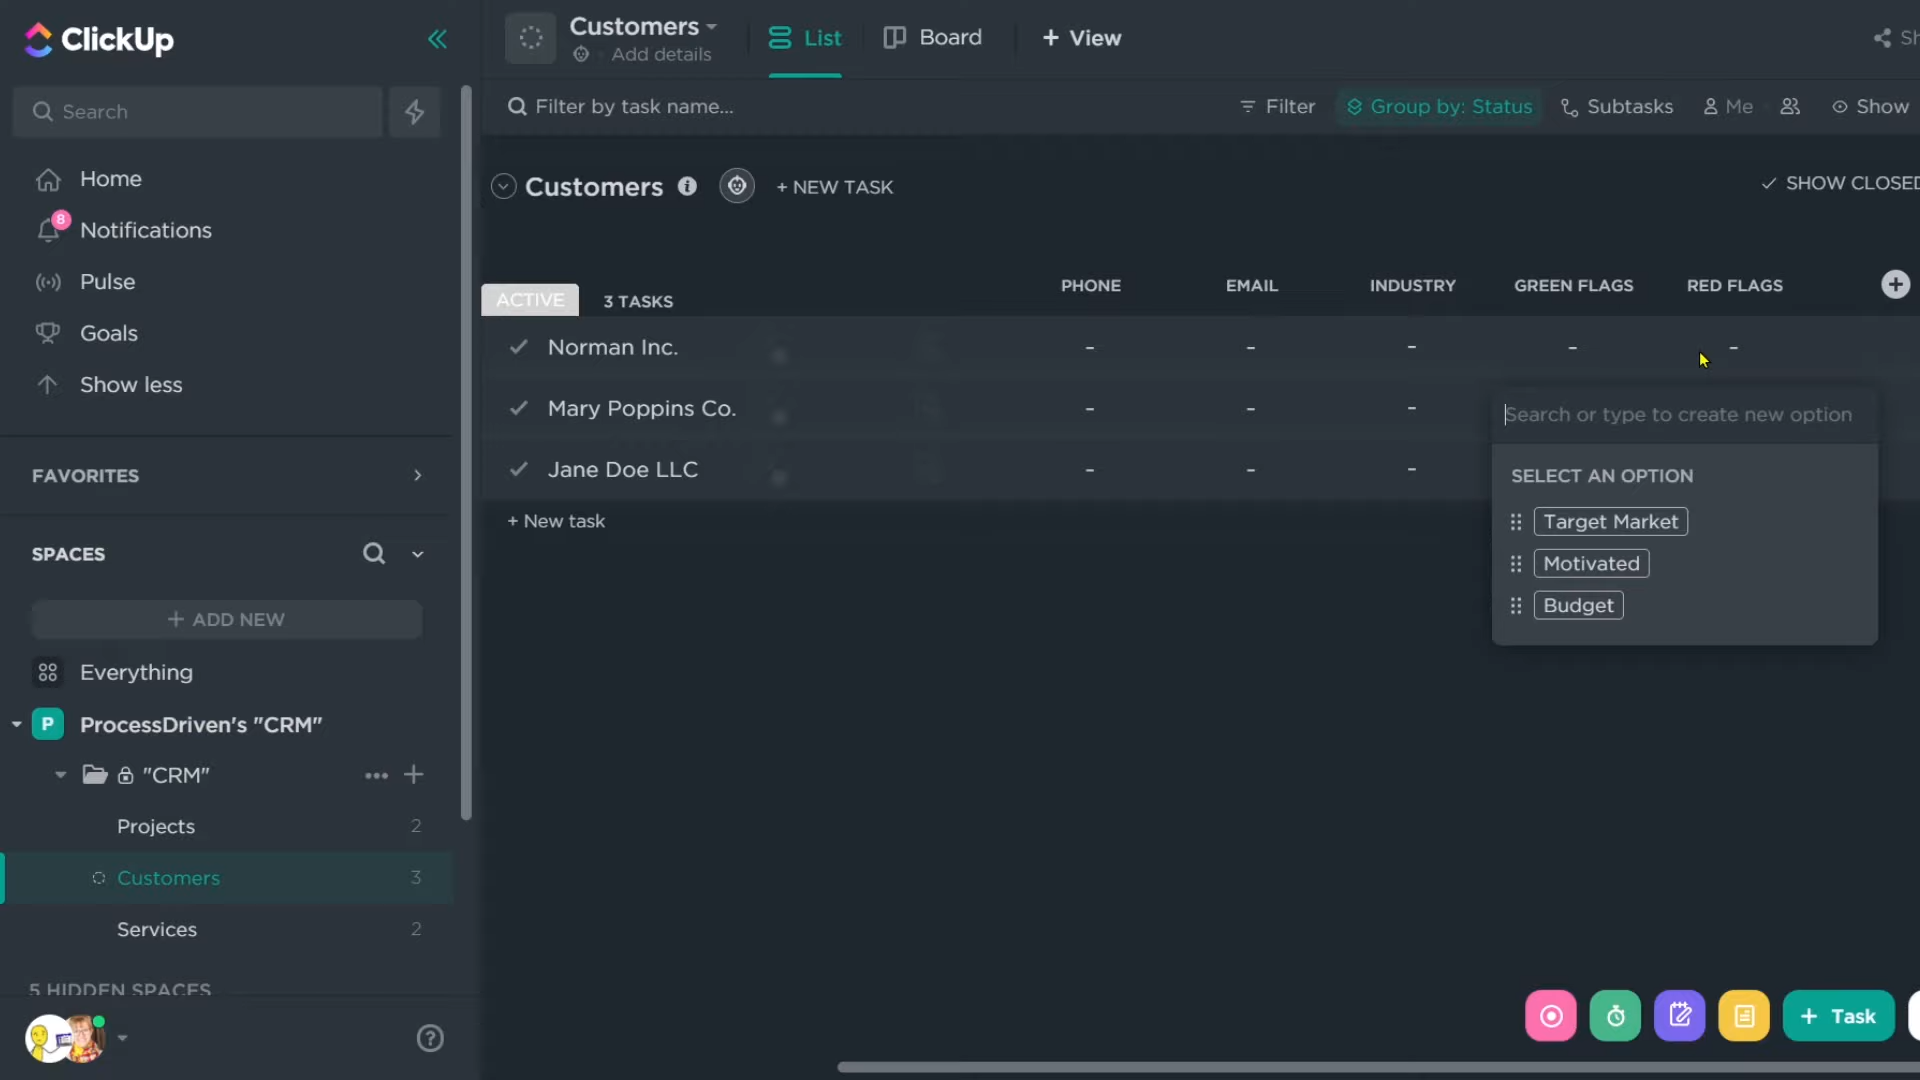 ClickUp
Search
Home
8
Notifications
Pulse
Goals
Show less
FAVORITES
SPACES
+ ADD NEW
Everything
P ProcessDriven's "CRM"
"CRM"
Projects 2
Customers 3
Services 2
5 HIDDEN SPACES
Customers
Add details
List
Board
+ View
Filter by task name...
Filter
Group by: Status
Subtasks
Me
Show
Customers
+ NEW TASK
SHOW CLOSED
ACTIVE 3 TASKS PHONE EMAIL INDUSTRY GREEN FLAGS RED FLAGS
Norman Inc. - - - - -
Mary Poppins Co. - - -
Jane Doe LLC - - -
+ New task
Search or type to create new option
SELECT AN OPTION
Target Market
Motivated
Budget
+ Task